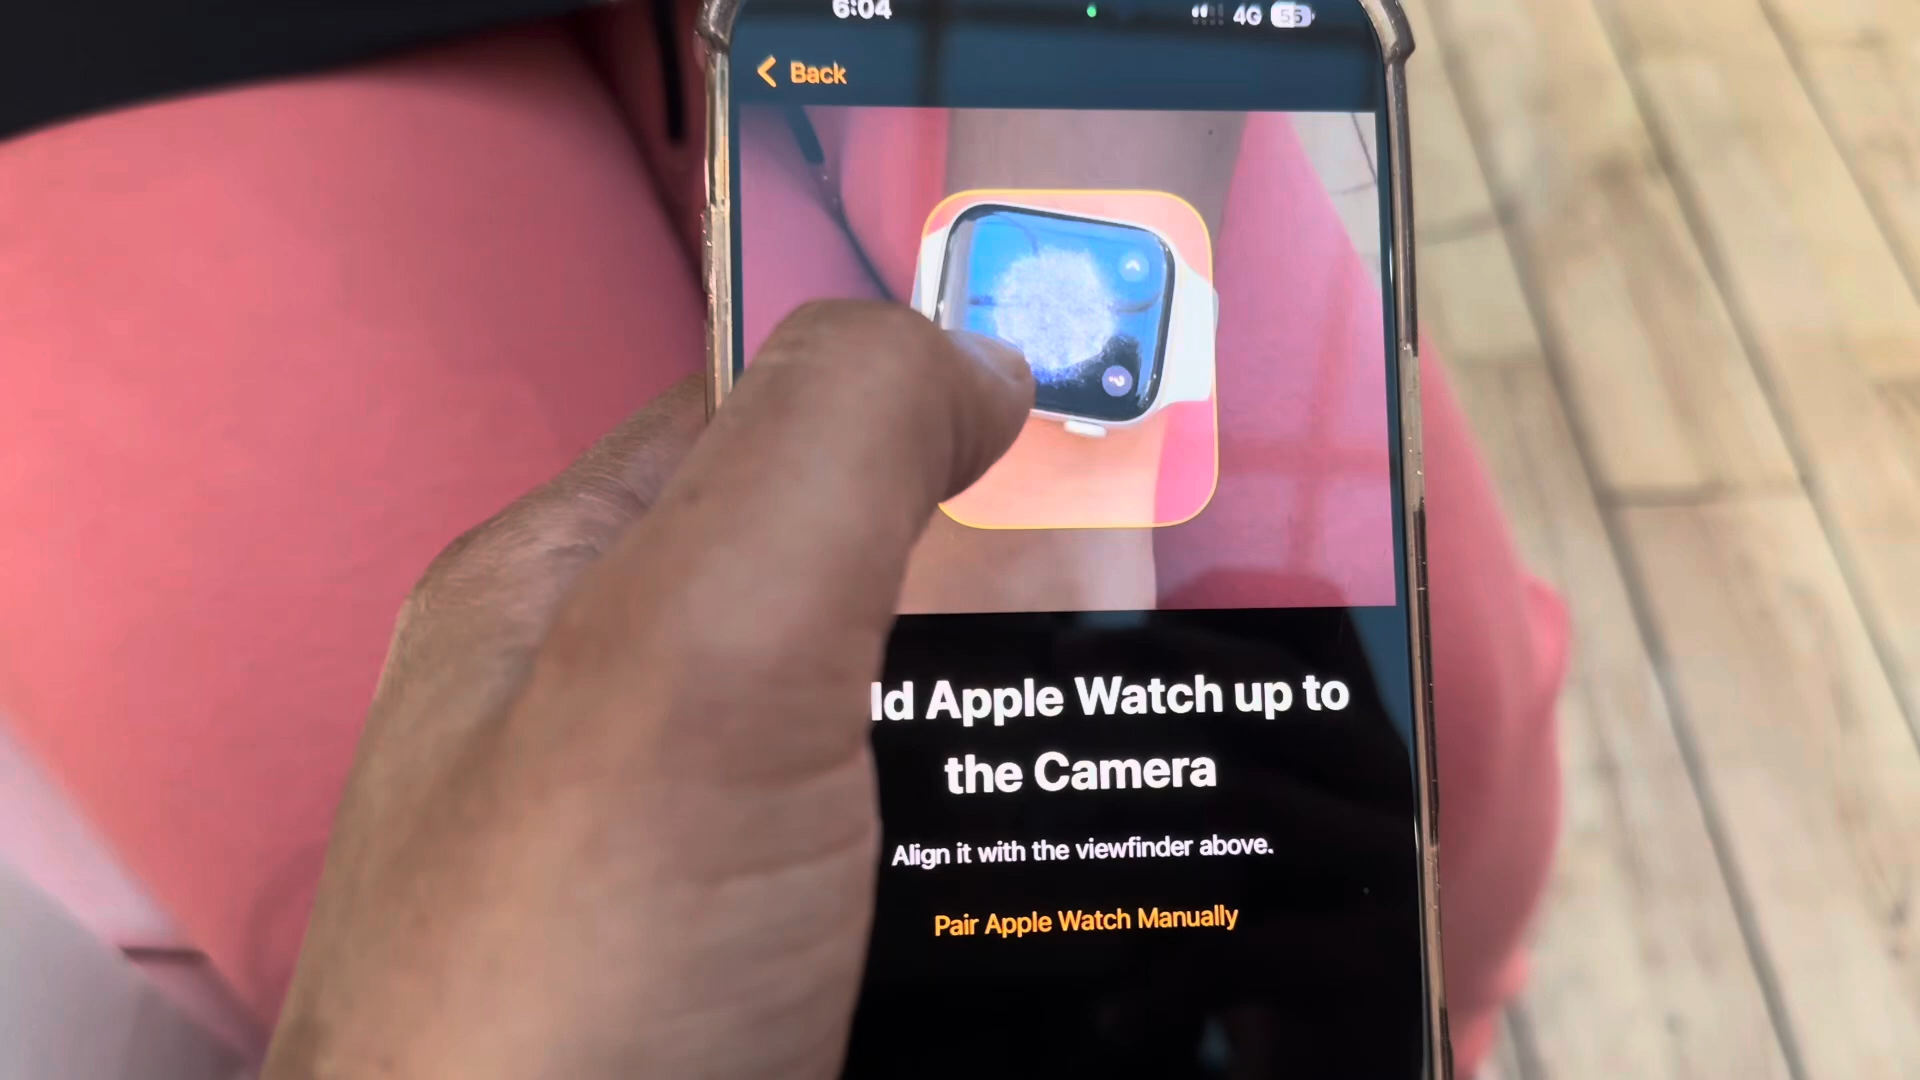 6:04 4G 55
Back
ld Apple Watch up to
the Camera
Align it with the viewfinder above.
Pair Apple Watch Manually